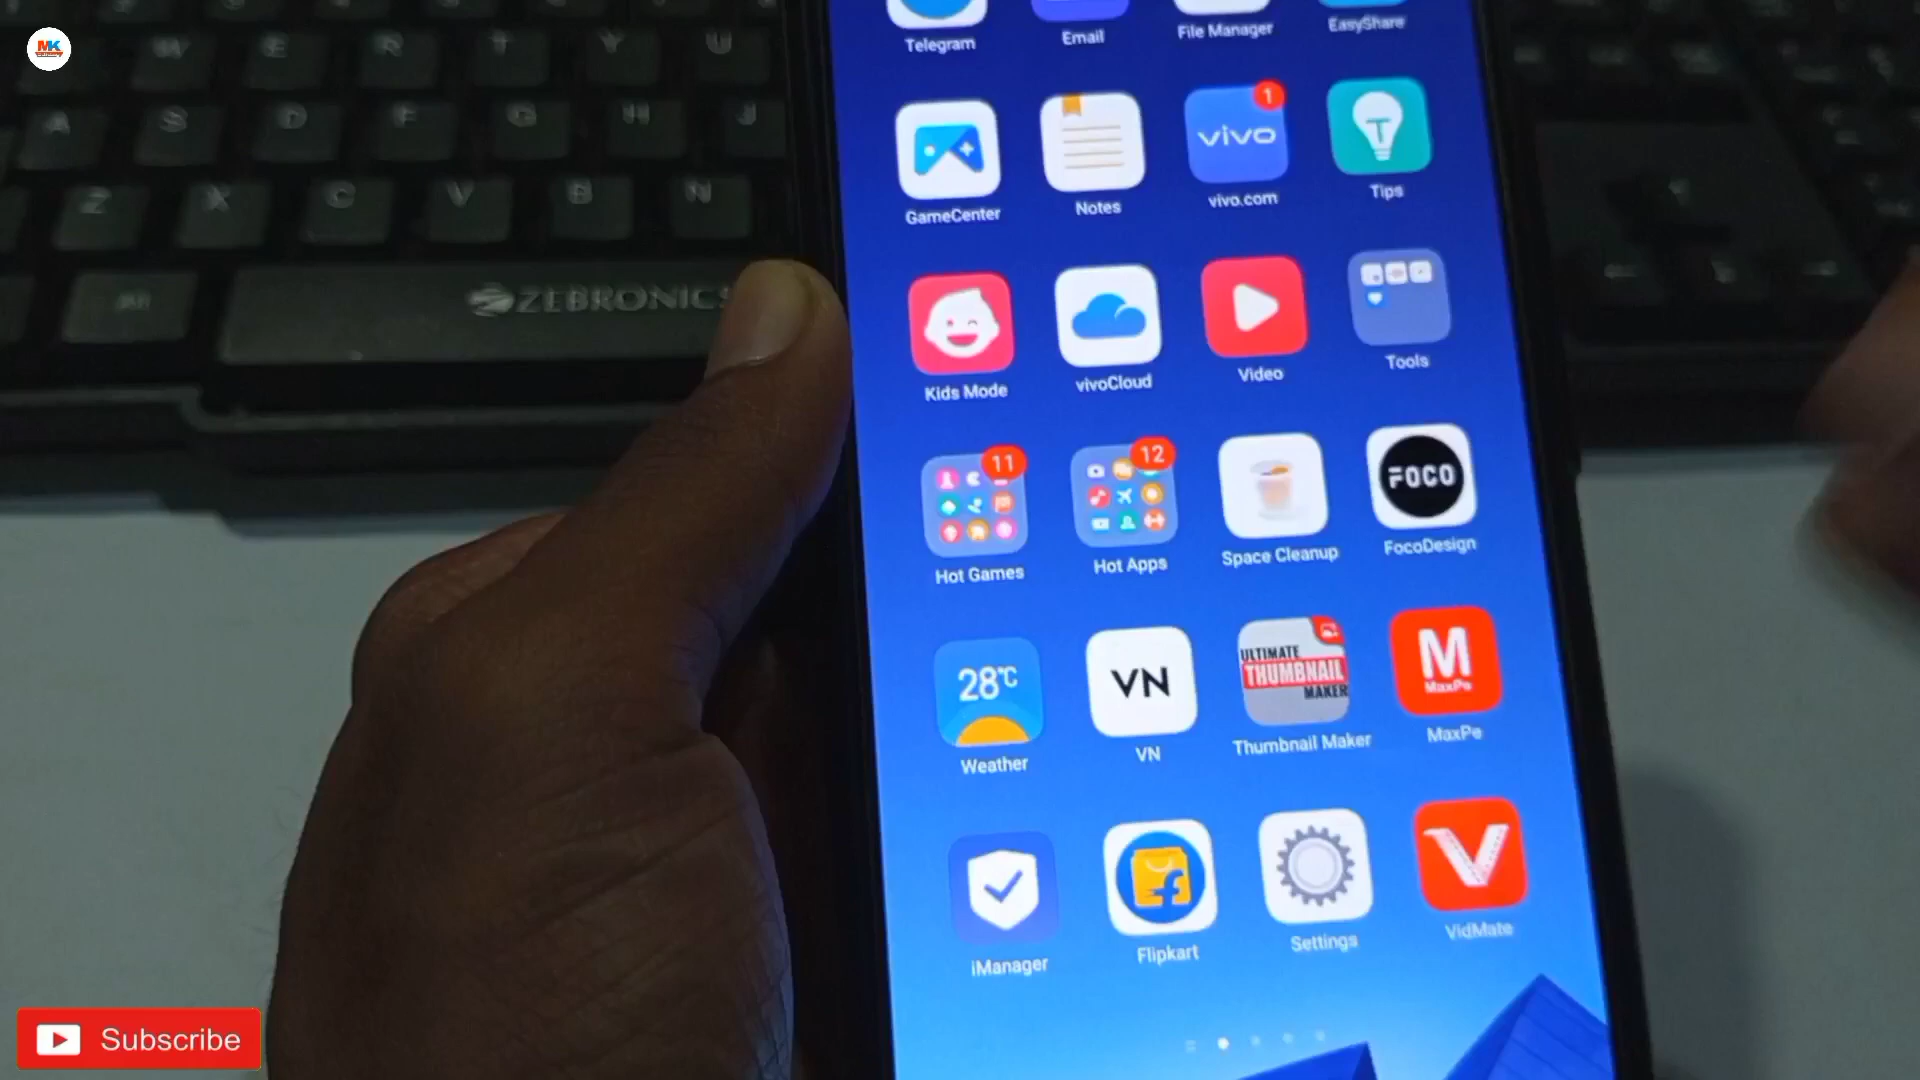 MK
W E R T Y U
A S D F G H J
Z X C V B N
Alt
ZEBRONICS
Telegram Email File Manager EasyShare
vivo 1 T
GameCenter Notes vivo.com Tips
Kids Mode vivoCloud Video Tools
11 12 FOCO
Hot Games Hot Apps Space Cleanup FocoDesign
28°C VN ULTIMATE THUMBNAIL MAKER M MaxPe
Weather VN Thumbnail Maker MaxPe
iManager Flipkart Settings VidMate
Subscribe